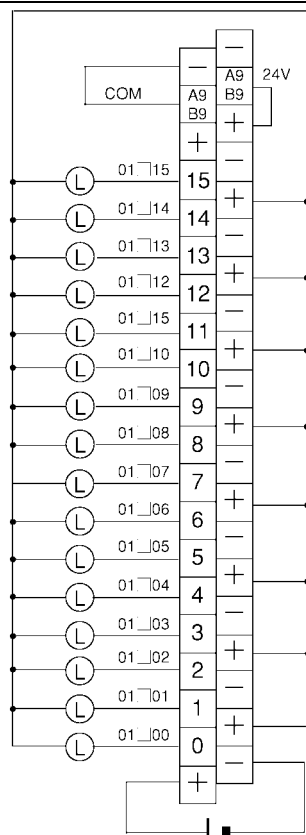 −
− A9 24V
COM A9 B9
B9 +
+ −
L 01□15 15 +
L 01□14 14 −
L 01□13 13 +
L 01□12 12 −
L 01□15 11 +
L 01□10 10 −
L 01□09 9 +
L 01□08 8 −
L 01□07 7 +
L 01□06 6 −
L 01□05 5 +
L 01□04 4 −
L 01□03 3 +
L 01□02 2 −
L 01□01 1 +
L 01□00 0 −
+